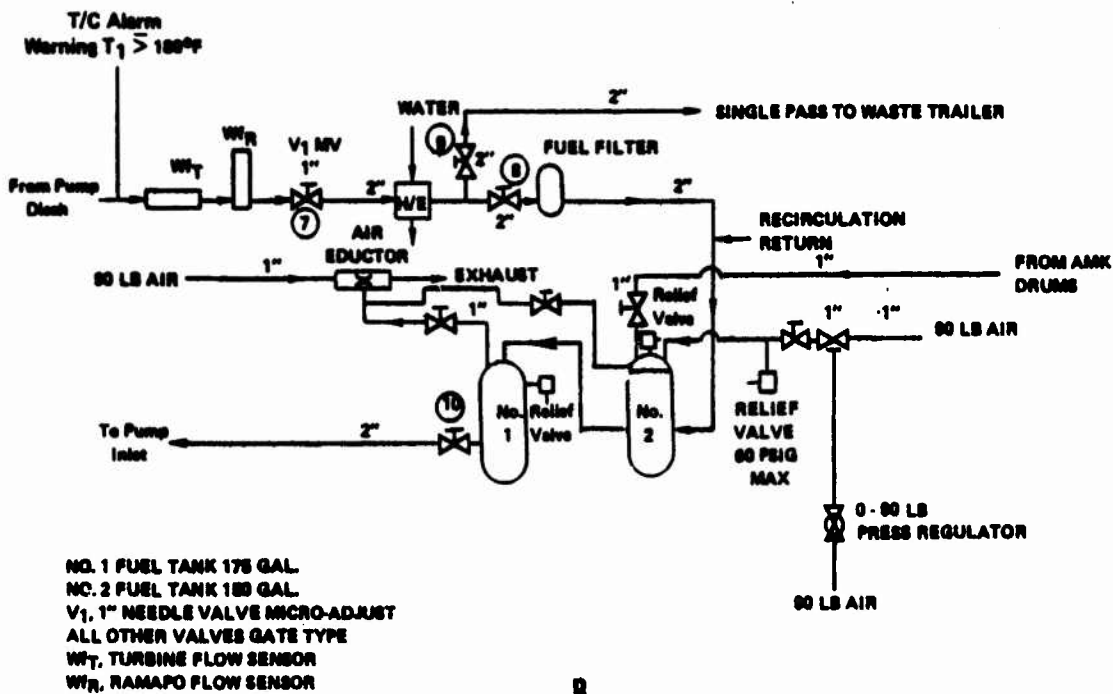 T/C Alarm
Warning T1 ≥ 180°F
WATER
2"
SINGLE PASS TO WASTE TRAILER
WfR
V1 MV
1"
9
2"
8
FUEL FILTER
WfT
From Pump
Disch
2"
H/E
2"
2"
7
RECIRCULATION
RETURN
AIR
EDUCTOR
90 LB AIR
1"
EXHAUST
1"
Relief
Valve
1"
FROM AMK
DRUMS
1"
1"
1"
90 LB AIR
10
No.
1
Relief
Valve
No.
2
RELIEF
VALVE
60 PSIG
MAX
To Pump
Inlet
2"
0 - 90 LB
PRESS REGULATOR
90 LB AIR
NO. 1 FUEL TANK 175 GAL.
NO. 2 FUEL TANK 150 GAL.
V1, 1" NEEDLE VALVE MICRO-ADJUST
ALL OTHER VALVES GATE TYPE
WfT, TURBINE FLOW SENSOR
WfR, RAMAPO FLOW SENSOR